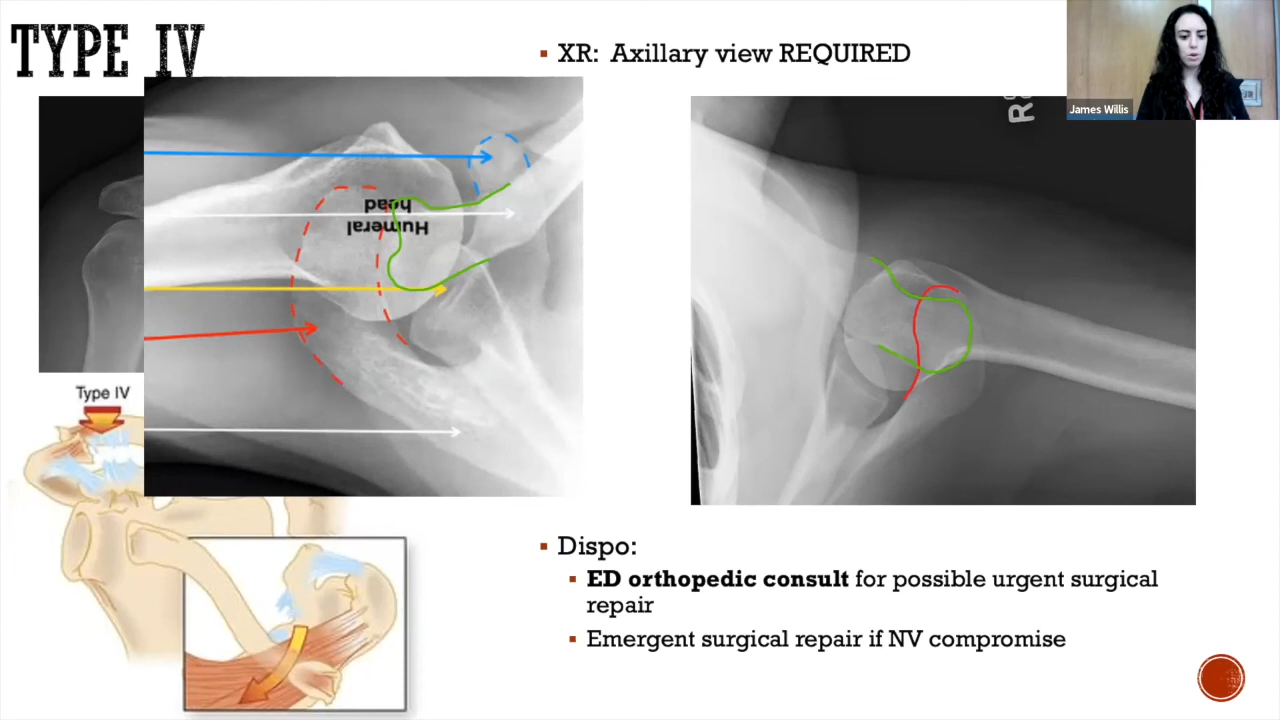 TYPE IV
XR: Axillary view REQUIRED
James Willis
Humeral
head
Type IV
Dispo:
ED orthopedic consult for possible urgent surgical
repair
Emergent surgical repair if NV compromise